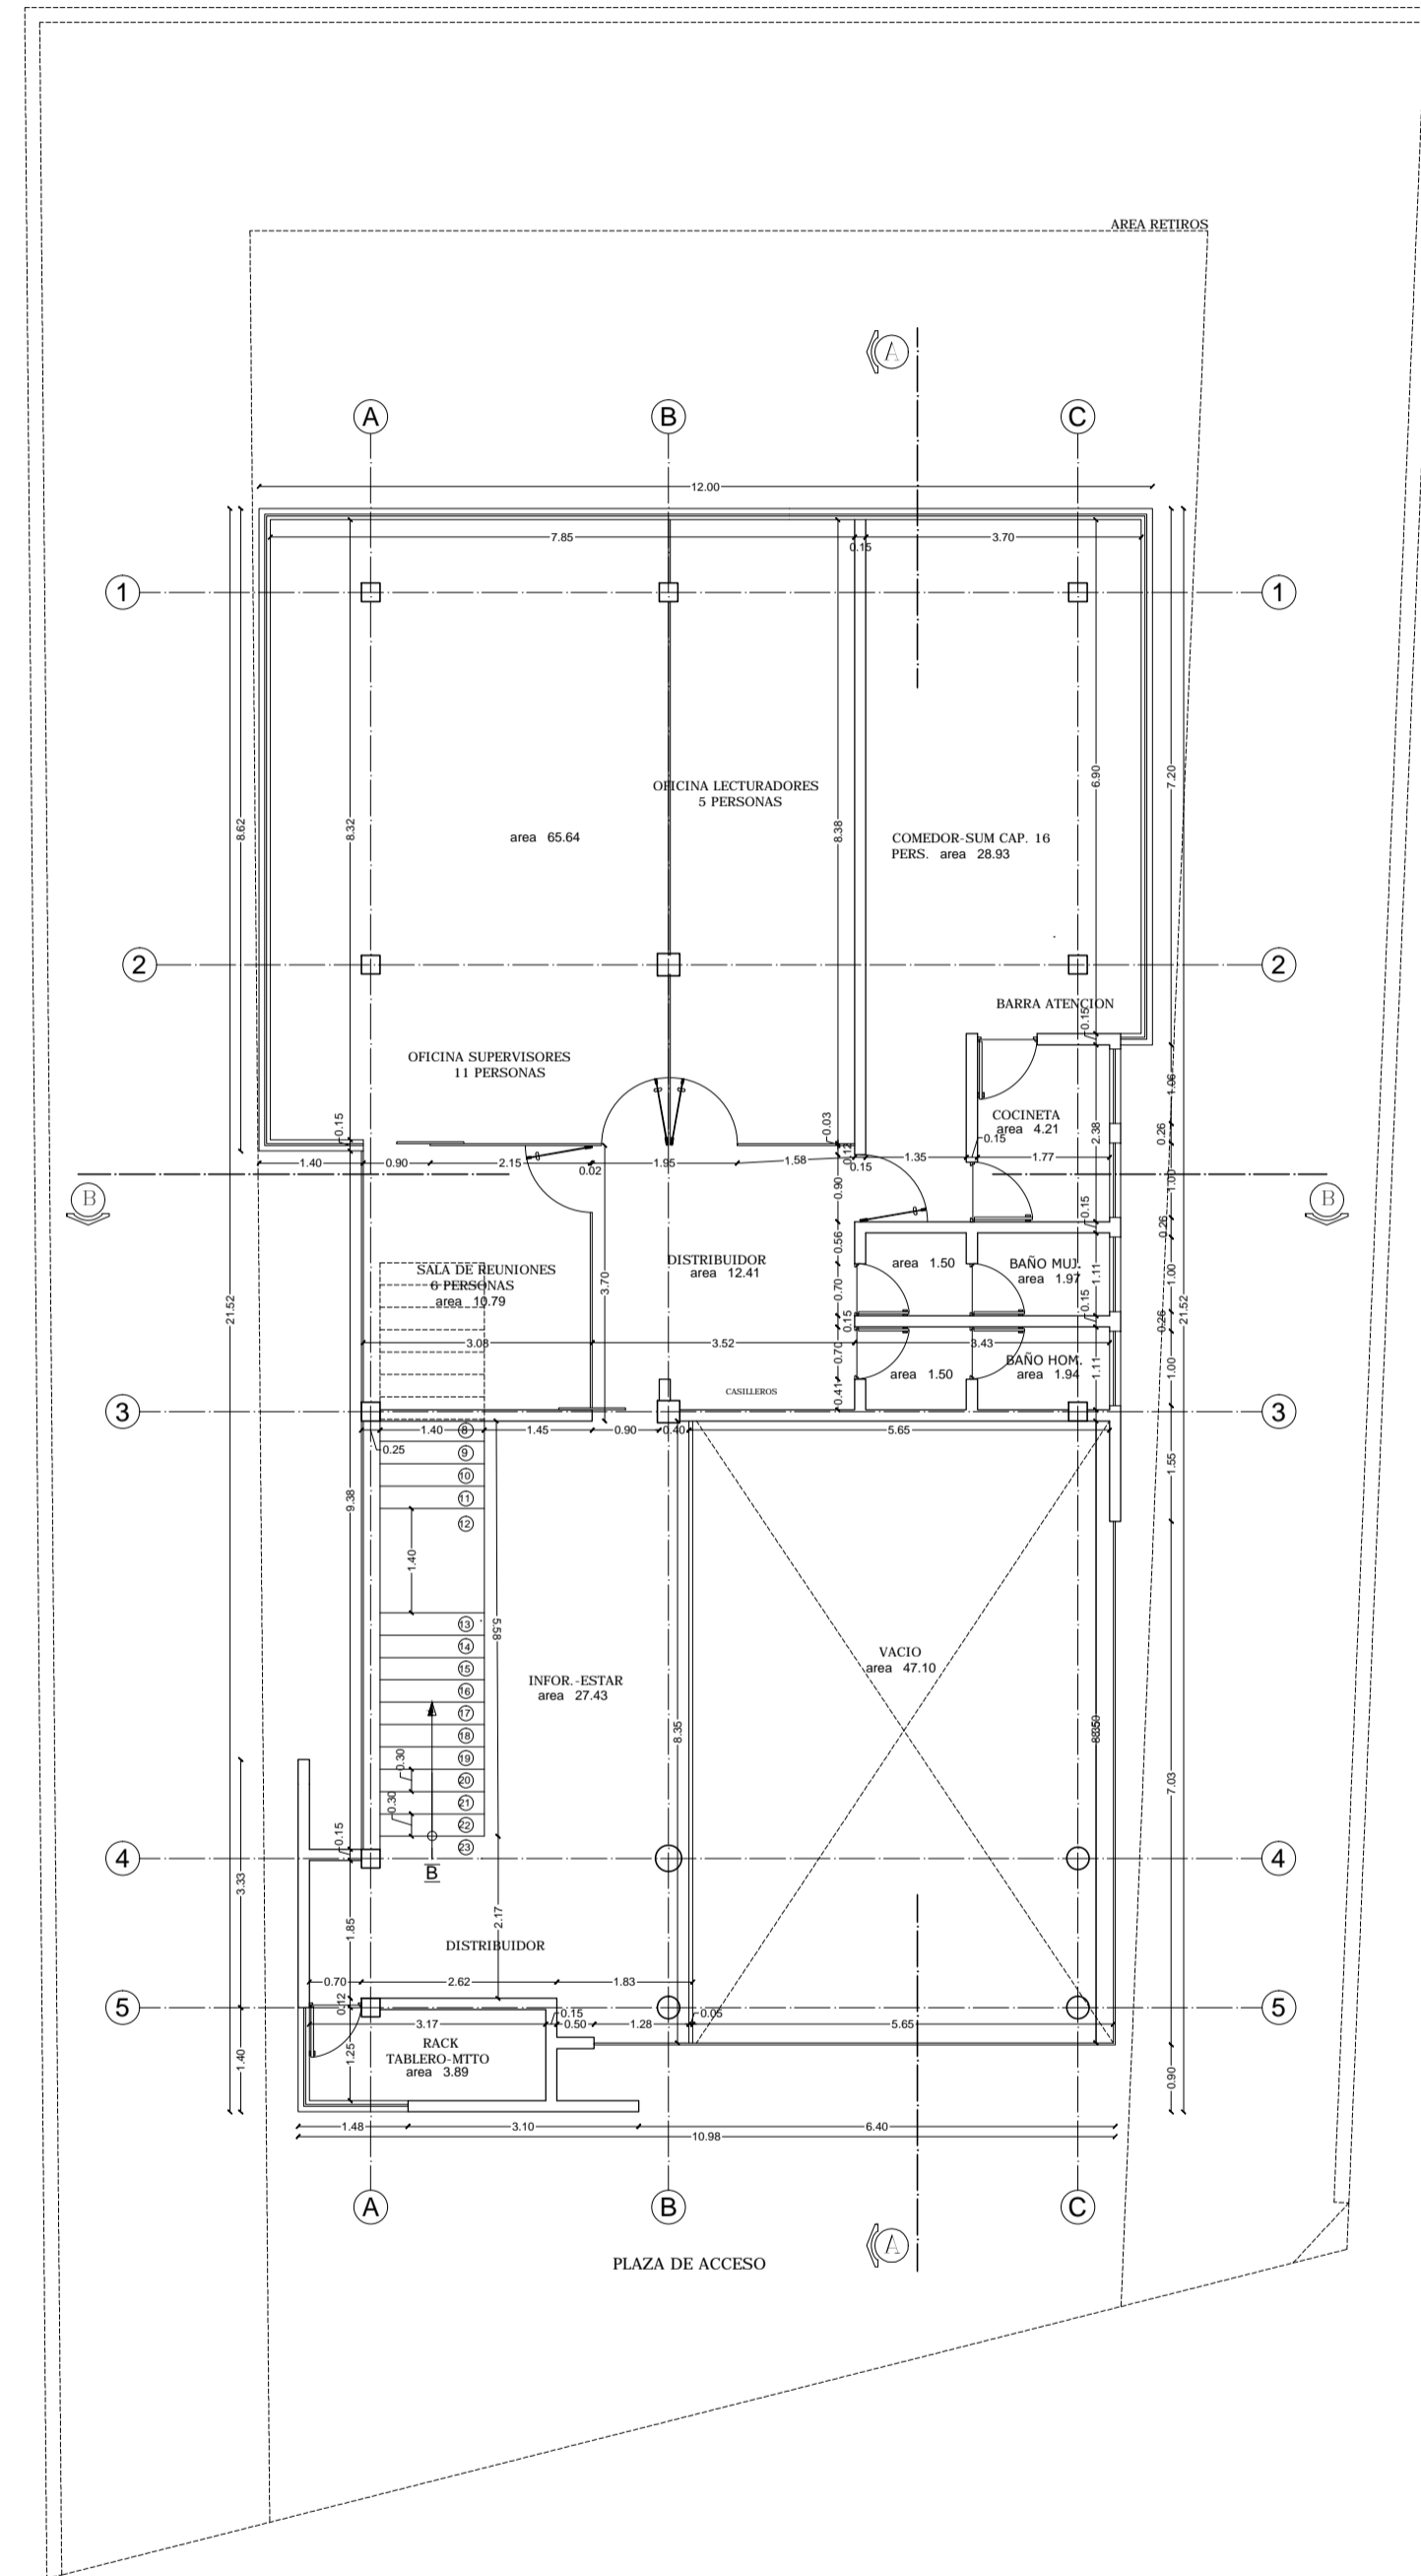 AREA RETIROS
A
A
B
C
12.00
7.85
0.15
3.70
1
1
8.62
8.32
8.38
6.90
7.20
OFICINA LECTURADORES
5 PERSONAS
area 65.64
COMEDOR-SUM CAP. 16
PERS. area 28.93
2
2
BARRA ATENCION
0.15
OFICINA SUPERVISORES
11 PERSONAS
1.06
COCINETA
area 4.21
0.15
0.15
0.03
0.12
2.38
0.26
1.40
0.90
2.15
0.02
1.95
1.58
0.15
1.35
1.77
B
B
0.90
1.00
0.15
0.26
0.56
SALA DE REUNIONES
6 PERSONAS
area 10.79
DISTRIBUIDOR
area 12.41
area 1.50
BAÑO MUJ.
area 1.97
3.70
0.70
1.11
1.00
21.52
21.52
0.15
0.15
0.26
3.08
3.52
3.43
0.70
area 1.50
BAÑO HOM.
area 1.94
1.11
1.00
CASILLEROS
0.41
3
3
1.40
8
1.45
0.90
0.40
5.65
0.25
9
10
11
12
9.38
1.55
1.40
13
14
15
16
17
18
19
20
21
22
23
5.58
VACIO
area 47.10
INFOR.-ESTAR
area 27.43
8.35
7.03
0.30
0.30
0.15
4
4
B
3.33
1.85
2.17
DISTRIBUIDOR
0.70
2.62
1.83
5
5
0.12
0.15
0.05
3.17
0.50
1.28
5.65
RACK
TABLERO-MTTO
area 3.89
1.25
1.40
0.90
1.48
3.10
6.40
10.98
A
B
C
A
PLAZA DE ACCESO